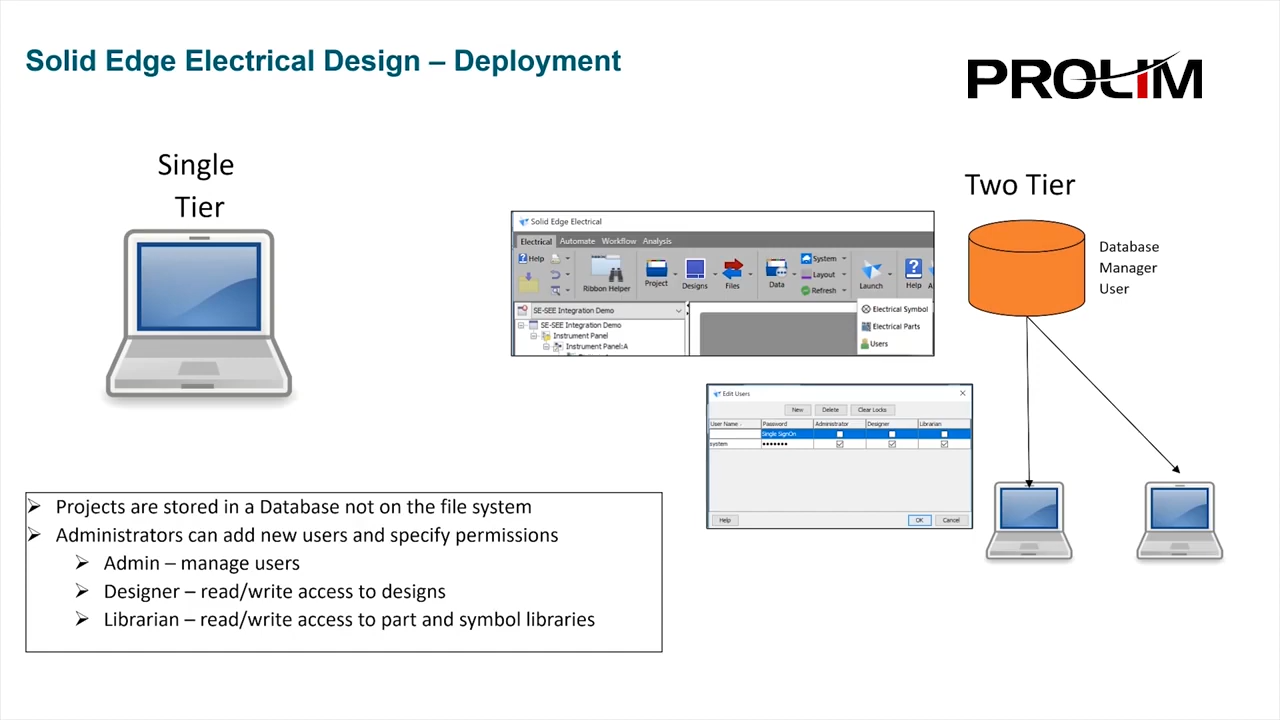 Solid Edge Electrical Design – Deployment
PROLIM
Single
Tier
Two Tier
Database
Manager
User
Solid Edge Electrical
Electrical Automate Workflow Analysis
Help
Ribbon Helper
Project
Designs
Files
Data
System
Layout
Refresh
Launch
Help
SE-SEE Integration Demo
SE-SEE Integration Demo
Instrument Panel
Instrument Panel:A
Electrical Symbol
Electrical Parts
Users
Edit Users
New Delete Clear Locks
User Name Password Administrator Designer Librarian
Single SignOn
system •••••••
Help OK Cancel
Projects are stored in a Database not on the file system
Administrators can add new users and specify permissions
Admin – manage users
Designer – read/write access to designs
Librarian – read/write access to part and symbol libraries